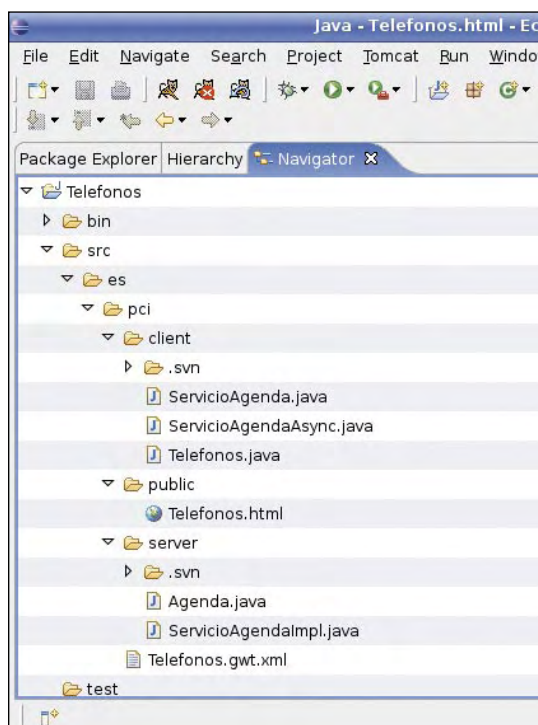 Java - Telefonos.html - Ec
File Edit Navigate Search Project Tomcat Run Windo
Package Explorer Hierarchy Navigator
Telefonos
bin
src
es
pci
client
.svn
ServicioAgenda.java
ServicioAgendaAsync.java
Telefonos.java
public
Telefonos.html
server
.svn
Agenda.java
ServicioAgendaImpl.java
Telefonos.gwt.xml
test